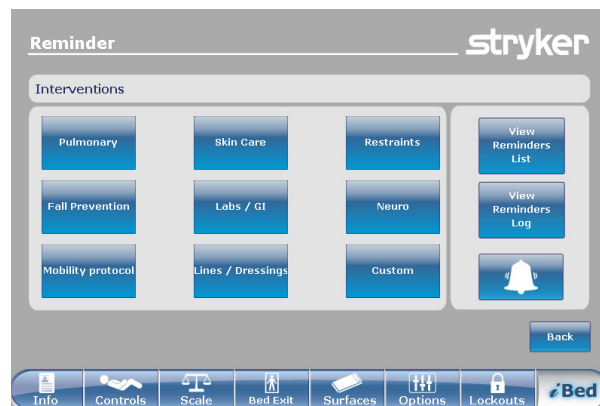 Reminder
stryker
Interventions
Pulmonary
Skin Care
Restraints
View
Reminders
List
Fall Prevention
Labs / GI
Neuro
View
Reminders
Log
Mobility protocol
Lines / Dressings
Custom
Back
Info
Controls
Scale
Bed Exit
Surfaces
Options
Lockouts
iBed